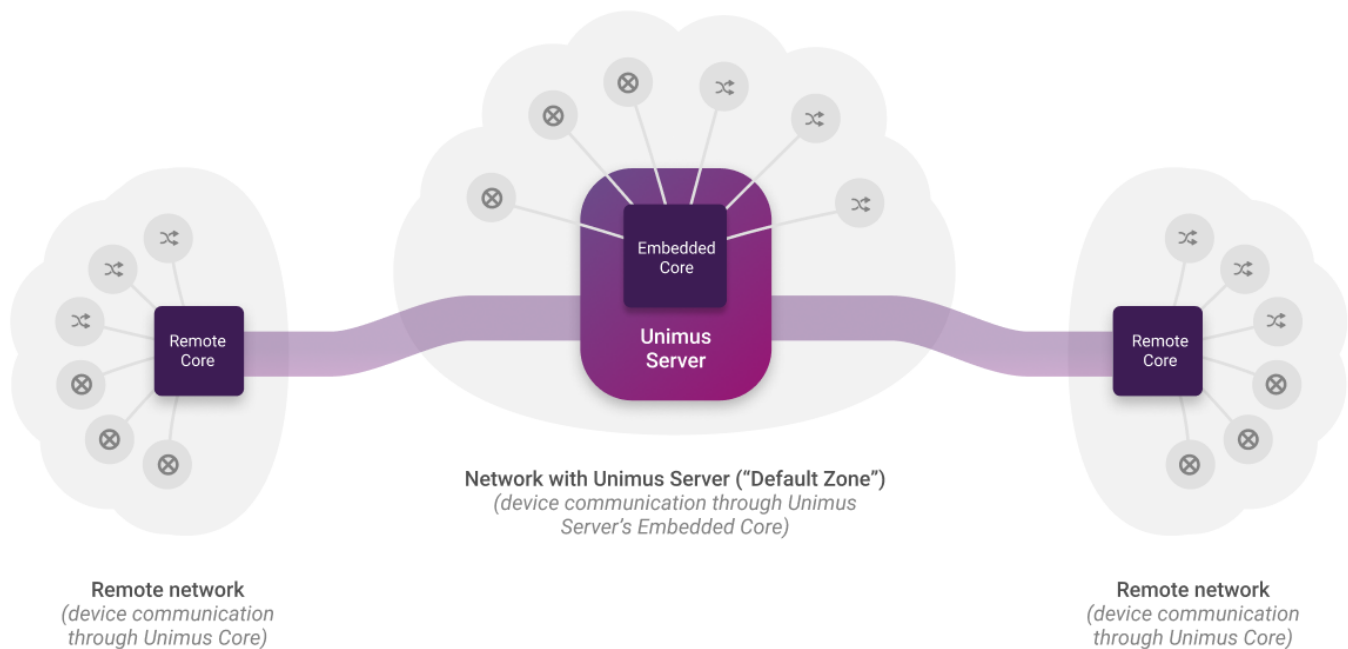 Embedded
Core
Unimus
Server
Remote
Core
Remote
Core
Network with Unimus Server (“Default Zone”)
(device communication through Unimus
Server’s Embedded Core)
Remote network
(device communication
through Unimus Core)
Remote network
(device communication
through Unimus Core)